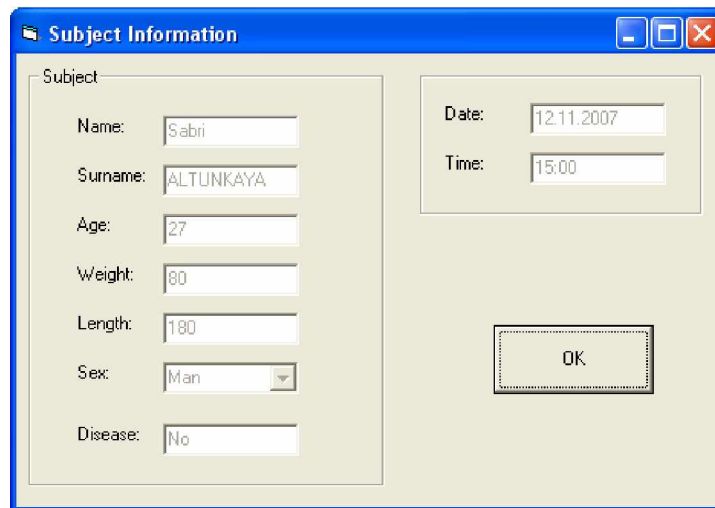 Subject Information
Subject
Name: Sabri
Surname: ALTUNKAYA
Age: 27
Weight: 80
Length: 180
Sex: Man
Disease: No
Date: 12.11.2007
Time: 15:00
OK